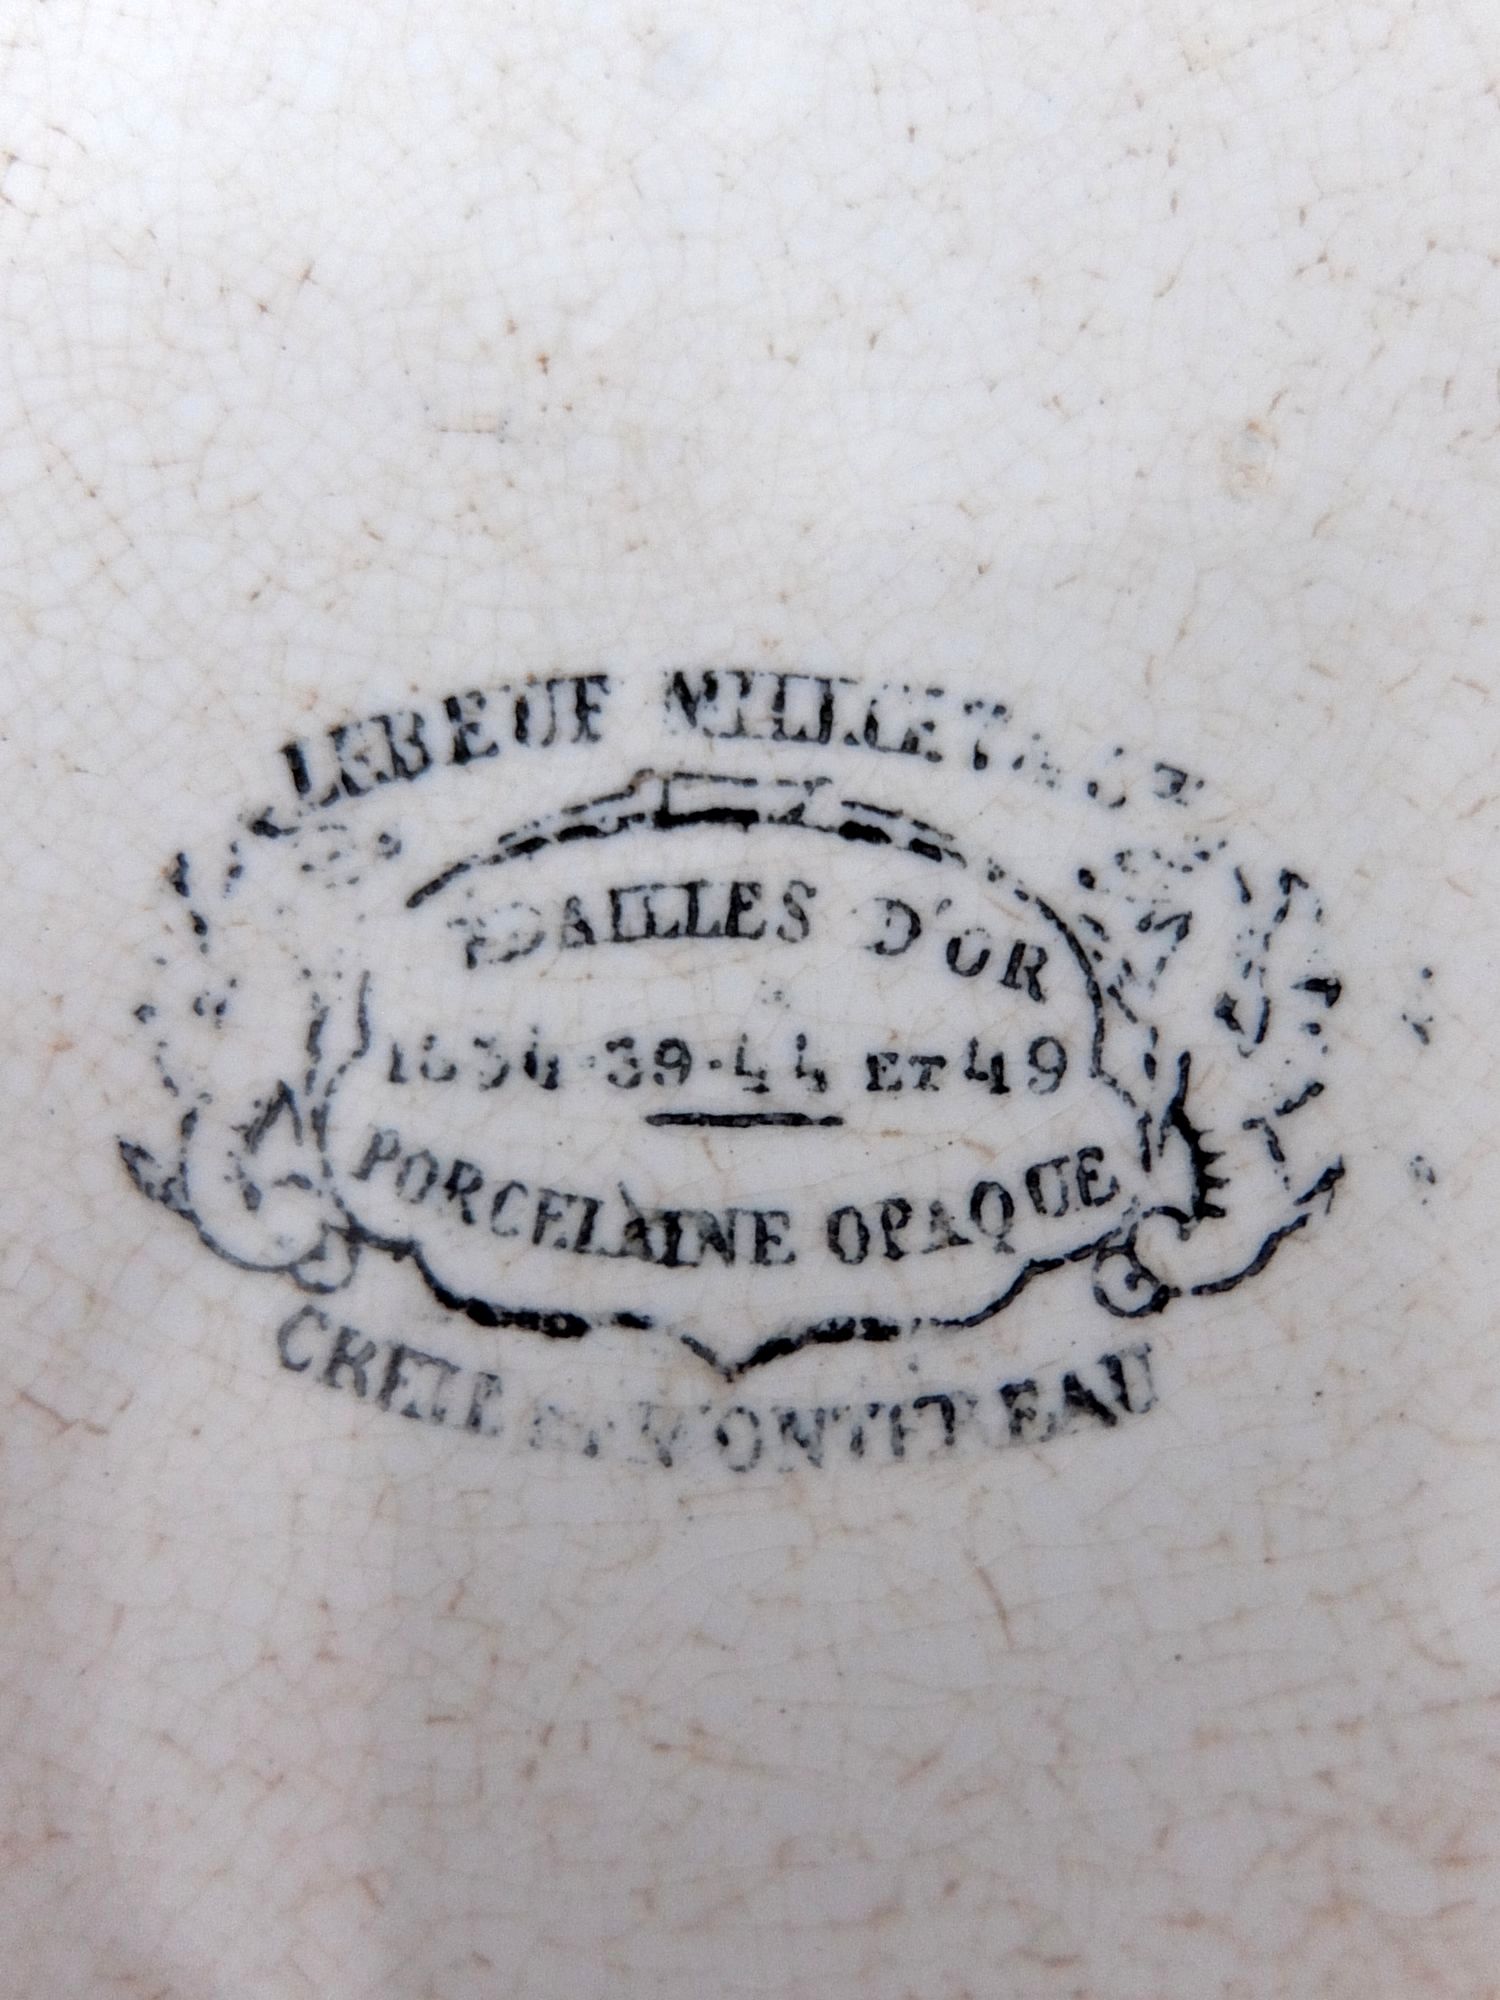 LEBEUF MILLIET & CIE
MÉDAILLES D'OR
1834·39·44 ET 49
PORCELAINE OPAQUE
CREIL ET MONTEREAU